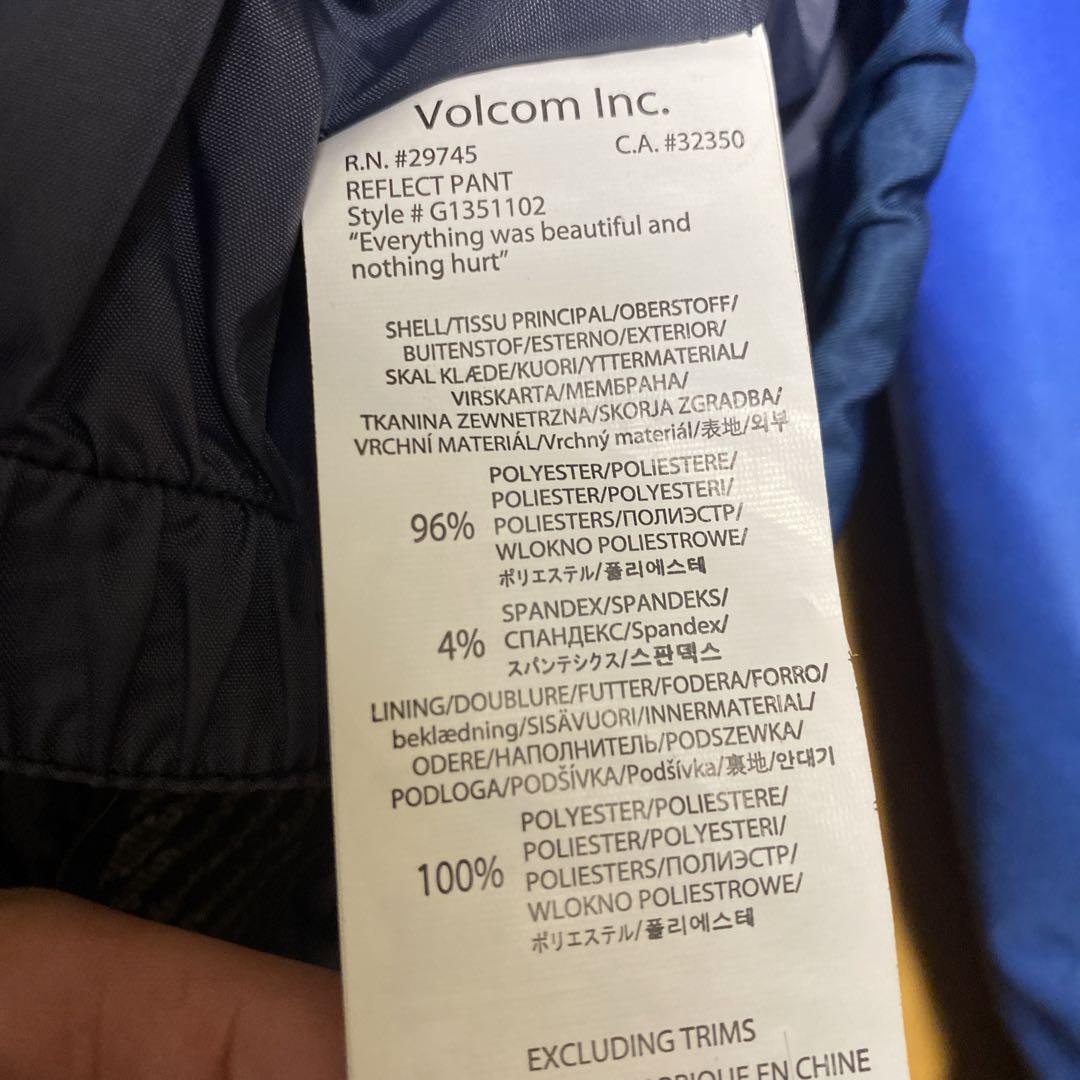 Volcom Inc.
R.N. #29745 C.A. #32350
REFLECT PANT
Style # G1351102
“Everything was beautiful and
nothing hurt”
SHELL/TISSU PRINCIPAL/OBERSTOFF/
BUITENSTOF/ESTERNO/EXTERIOR/
SKAL KLÆDE/KUORI/YTTERMATERIAL/
VIRSKARTA/МЕМБРАНА/
TKANINA ZEWNETRZNA/SKORJA ZGRADBA/
VRCHNÍ MATERIÁL/Vrchný materiál/表地/외부
POLYESTER/POLIESTERE/
POLIESTER/POLYESTERI/
96% POLIESTERS/ПОЛИЭСТР/
WLOKNO POLIESTROWE/
ポリエステル/폴리에스테
SPANDEX/SPANDEKS/
4% СПАНДЕКС/Spandex/
スパンテシクス/스판덱스
LINING/DOUBLURE/FUTTER/FODERA/FORRO/
beklædning/SISÄVUORI/INNERMATERIAL/
ODERE/НАПОЛНИТЕЛЬ/PODSZEWKA/
PODLOGA/PODŠÍVKA/Podšívka/裏地/안대기
POLYESTER/POLIESTERE/
POLIESTER/POLYESTERI/
100% POLIESTERS/ПОЛИЭСТР/
WLOKNO POLIESTROWE/
ポリエステル/폴리에스테
EXCLUDING TRIMS
EN CHINE